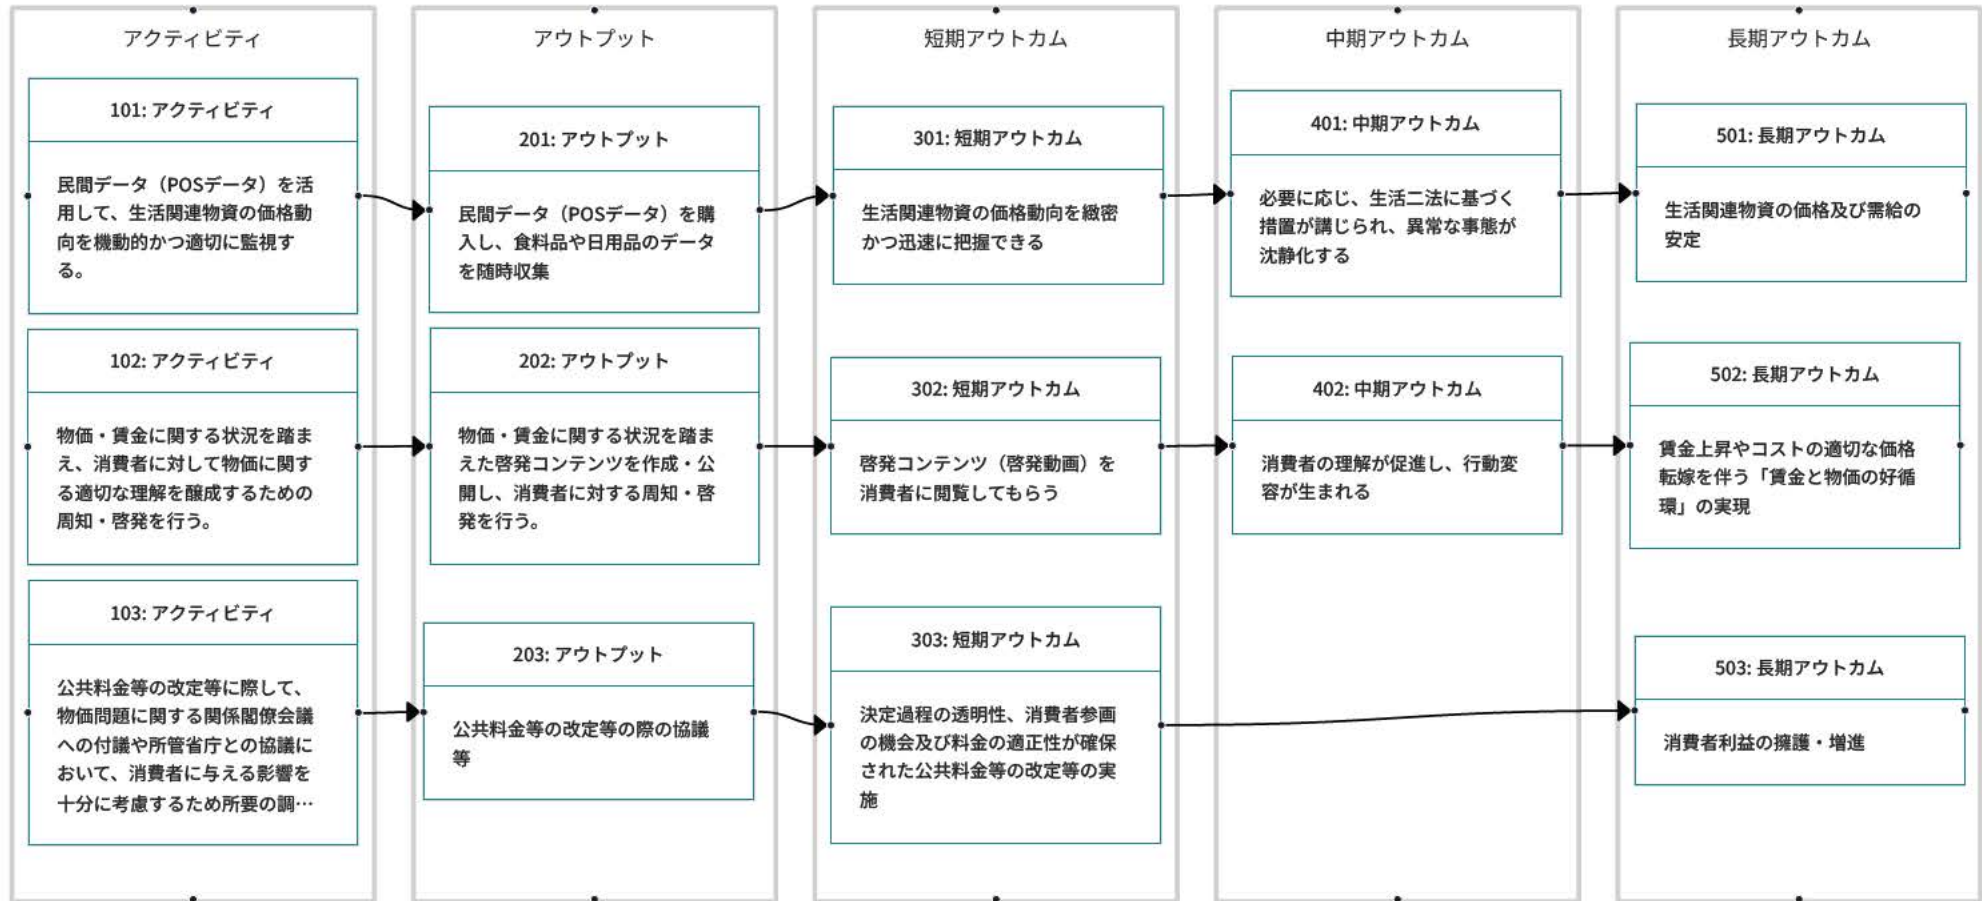 アクティビティ
101: アクティビティ
民間データ（POSデータ）を活
用して、生活関連物資の価格動
向を機動的かつ適切に監視す
る。
102: アクティビティ
物価・賃金に関する状況を踏ま
え、消費者に対して物価に関す
る適切な理解を醸成するための
周知・啓発を行う。
103: アクティビティ
公共料金等の改定等に際して、
物価問題に関する関係閣僚会議
への付議や所管省庁との協議に
おいて、消費者に与える影響を
十分に考慮するため所要の調…
アウトプット
201: アウトプット
民間データ（POSデータ）を購
入し、食料品や日用品のデータ
を随時収集
202: アウトプット
物価・賃金に関する状況を踏ま
えた啓発コンテンツを作成・公
開し、消費者に対する周知・啓
発を行う。
203: アウトプット
公共料金等の改定等の際の協議
等
短期アウトカム
301: 短期アウトカム
生活関連物資の価格動向を緻密
かつ迅速に把握できる
302: 短期アウトカム
啓発コンテンツ（啓発動画）を
消費者に閲覧してもらう
303: 短期アウトカム
決定過程の透明性、消費者参画
の機会及び料金の適正性が確保
された公共料金等の改定等の実
施
中期アウトカム
401: 中期アウトカム
必要に応じ、生活二法に基づく
措置が講じられ、異常な事態が
沈静化する
402: 中期アウトカム
消費者の理解が促進し、行動変
容が生まれる
長期アウトカム
501: 長期アウトカム
生活関連物資の価格及び需給の
安定
502: 長期アウトカム
賃金上昇やコストの適切な価格
転嫁を伴う「賃金と物価の好循
環」の実現
503: 長期アウトカム
消費者利益の擁護・増進